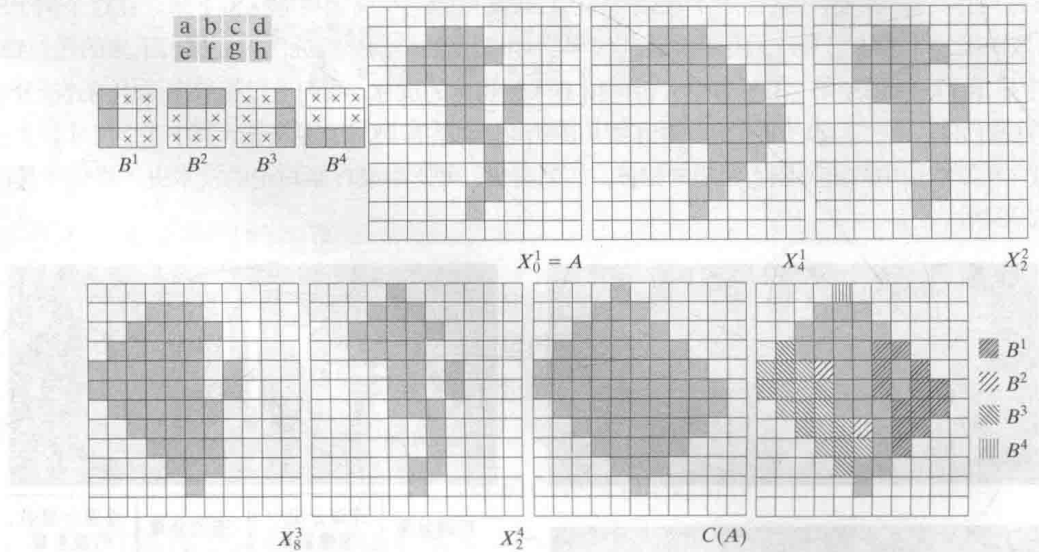 a b c d
e f g h
B¹ B² B³ B⁴
X₀¹ = A X₄¹ X₂²
B¹
B²
B³
B⁴
X₈³ X₂⁴ C(A)